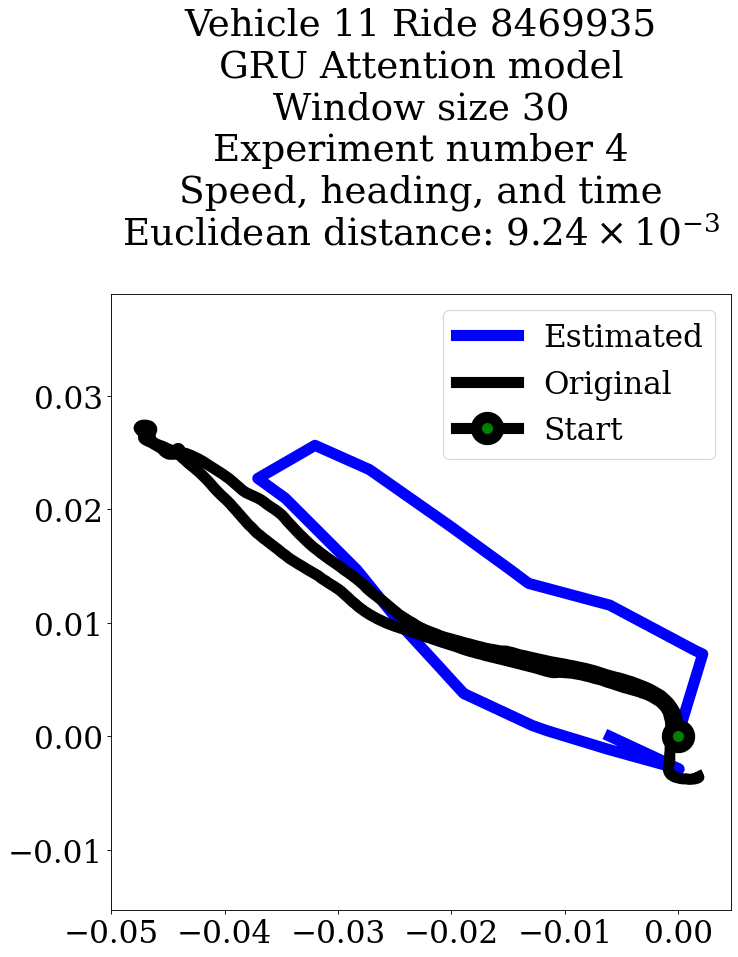 Vehicle 11 Ride 8469935
GRU Attention model
Window size 30
Experiment number 4
Speed, heading, and time
Euclidean distance: 9.24 × 10⁻³
Estimated
Original
Start
0.03
0.02
0.01
0.00
−0.01
−0.05 −0.04 −0.03 −0.02 −0.01 0.00